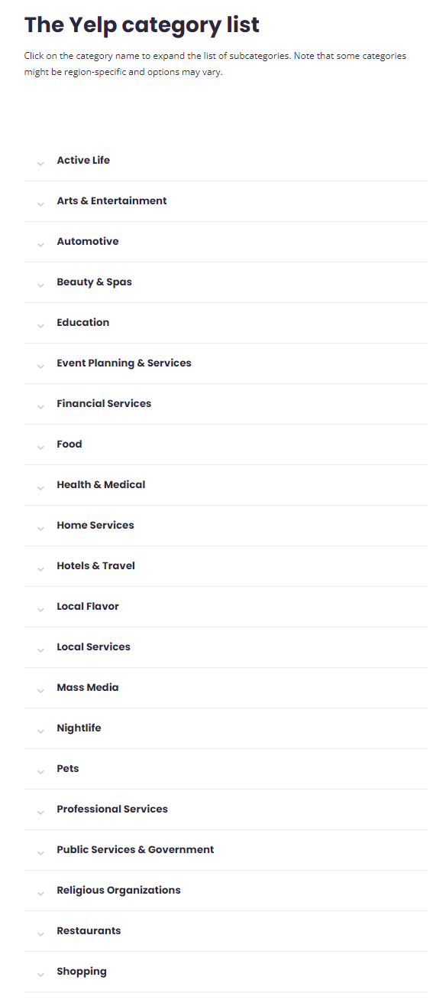 The Yelp category list
Click on the category name to expand the list of subcategories. Note that some categories
might be region-specific and options may vary.
Active Life
Arts & Entertainment
Automotive
Beauty & Spas
Education
Event Planning & Services
Financial Services
Food
Health & Medical
Home Services
Hotels & Travel
Local Flavor
Local Services
Mass Media
Nightlife
Pets
Professional Services
Public Services & Government
Religious Organizations
Restaurants
Shopping